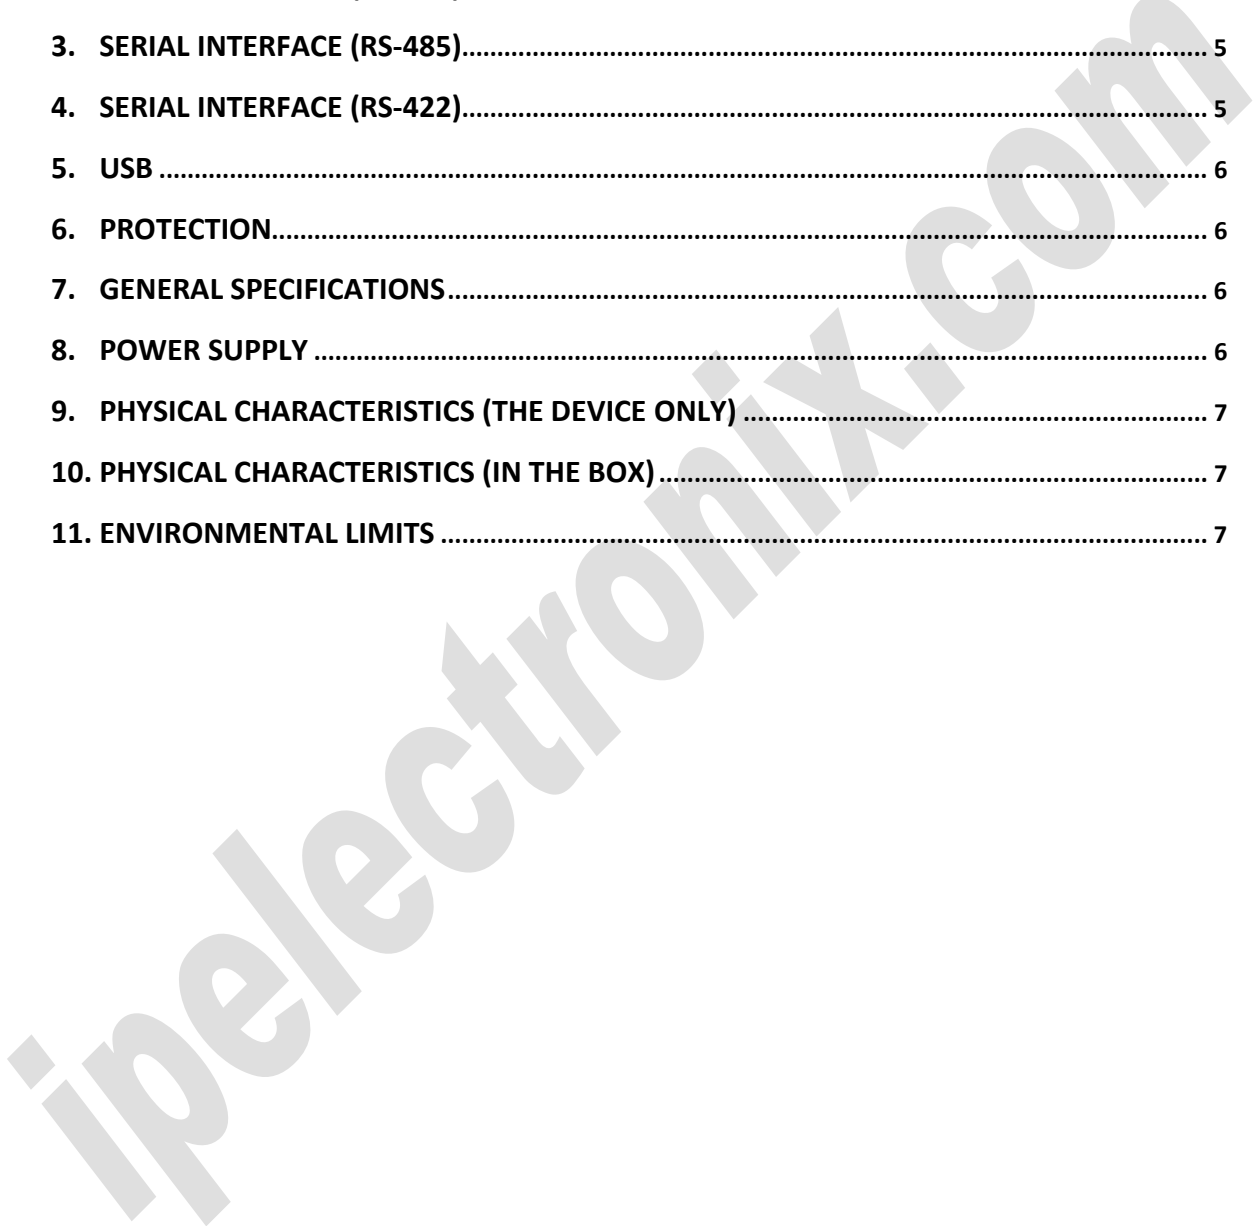 3. SERIAL INTERFACE (RS-485)........................................ 5
4. SERIAL INTERFACE (RS-422)........................................ 5
5. USB ........................................ 6
6. PROTECTION........................................ 6
7. GENERAL SPECIFICATIONS........................................ 6
8. POWER SUPPLY ........................................ 6
9. PHYSICAL CHARACTERISTICS (THE DEVICE ONLY) ........................................ 7
10. PHYSICAL CHARACTERISTICS (IN THE BOX) ........................................ 7
11. ENVIRONMENTAL LIMITS ........................................ 7
ipelectronix.com